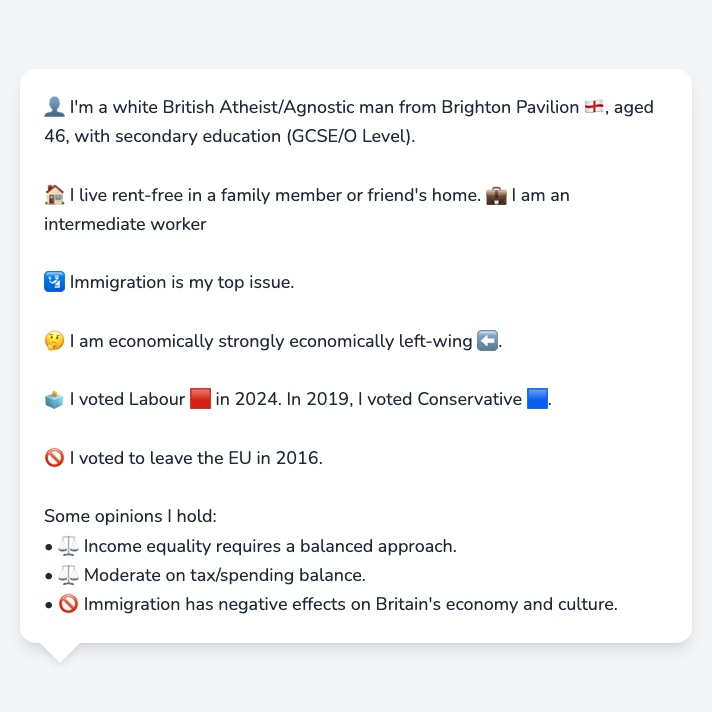 👤 I'm a white British Atheist/Agnostic man from Brighton Pavilion 🏴󠁧󠁢󠁥󠁮󠁧󠁿, aged
46, with secondary education (GCSE/O Level).
🏠 I live rent-free in a family member or friend's home. 💼 I am an
intermediate worker
🛂 Immigration is my top issue.
🤔 I am economically strongly economically left-wing ⬅️.
🗳️ I voted Labour 🟥 in 2024. In 2019, I voted Conservative 🟦.
🚫 I voted to leave the EU in 2016.
Some opinions I hold:
• ⚖️ Income equality requires a balanced approach.
• ⚖️ Moderate on tax/spending balance.
• 🚫 Immigration has negative effects on Britain's economy and culture.